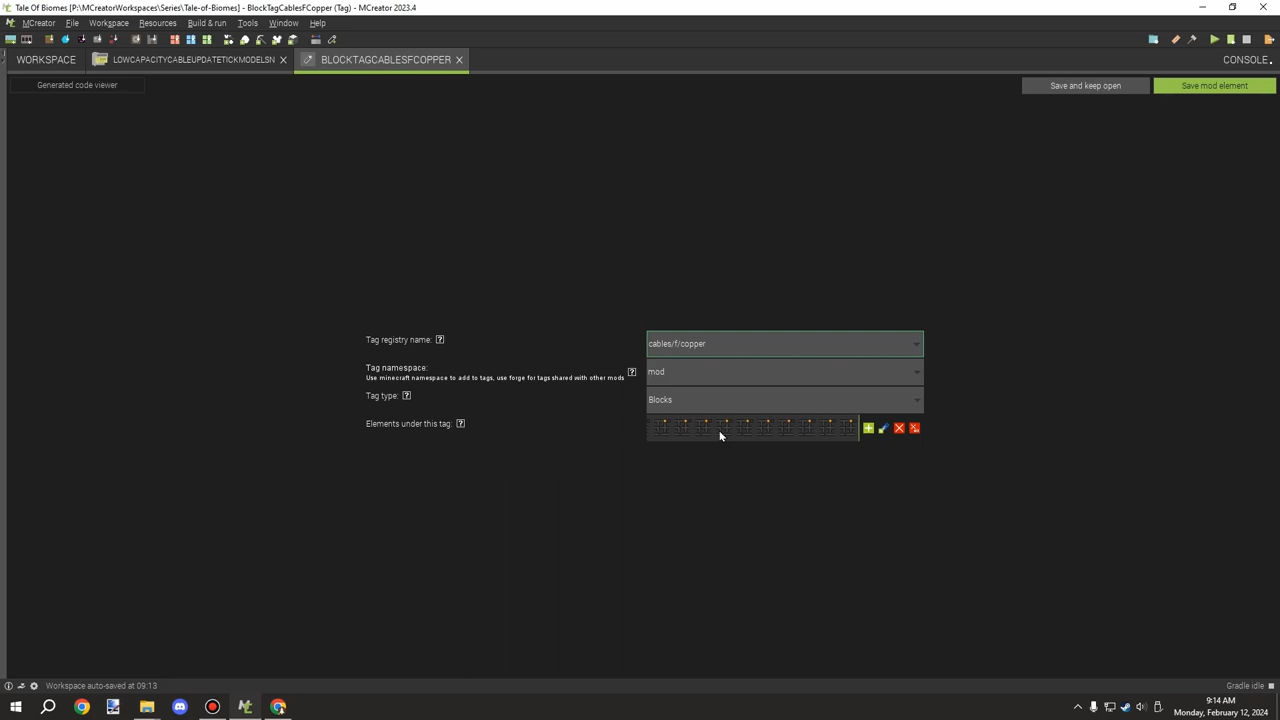 Tale Of Biomes [P:\MCreatorWorkspaces\Series\Tale-of-Biomes] - BlockTagCablesFCopper (Tag) - MCreator 2023.4
MCreator File Workspace Resources Build & run Tools Window Help
WORKSPACE LOWCAPACITYCABLEUPDATETICKMODELSN BLOCKTAGCABLESFCOPPER CONSOLE
Generated code viewer Save and keep open Save mod element
Tag registry name: ? cables/f/copper
Tag namespace: mod
Use minecraft namespace to add to tags, use forge for tags shared with other mods ?
Tag type: ? Blocks
Elements under this tag: ?
Workspace auto-saved at 09:13 Gradle idle
9:14 AM
Monday, February 12, 2024